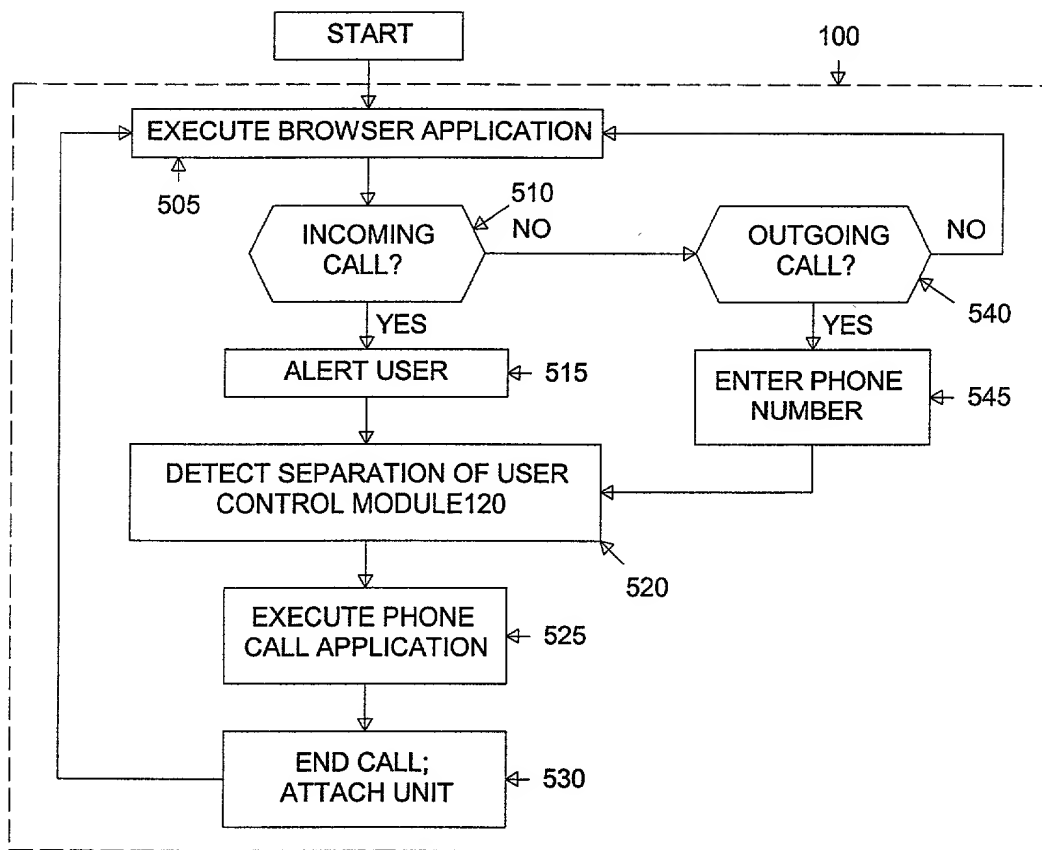 START
100
EXECUTE BROWSER APPLICATION
505
510
INCOMING
CALL?
NO
OUTGOING
CALL?
NO
540
YES
YES
ALERT USER
515
ENTER PHONE
NUMBER
545
DETECT SEPARATION OF USER
CONTROL MODULE120
520
EXECUTE PHONE
CALL APPLICATION
525
END CALL;
ATTACH UNIT
530